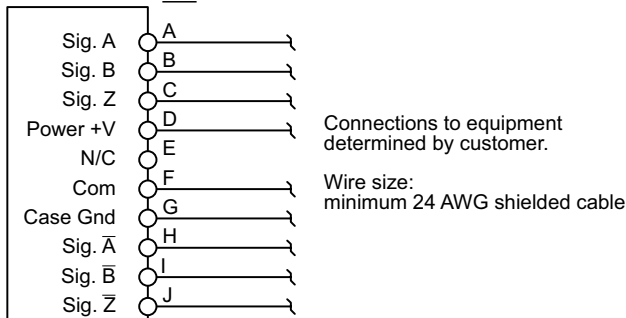 Sig. A A
Sig. B B
Sig. Z C
Power +V D
N/C E
Com F
Case Gnd G
Sig. A̅ H
Sig. B̅ I
Sig. Z̅ J
Connections to equipment
determined by customer.
Wire size:
minimum 24 AWG shielded cable